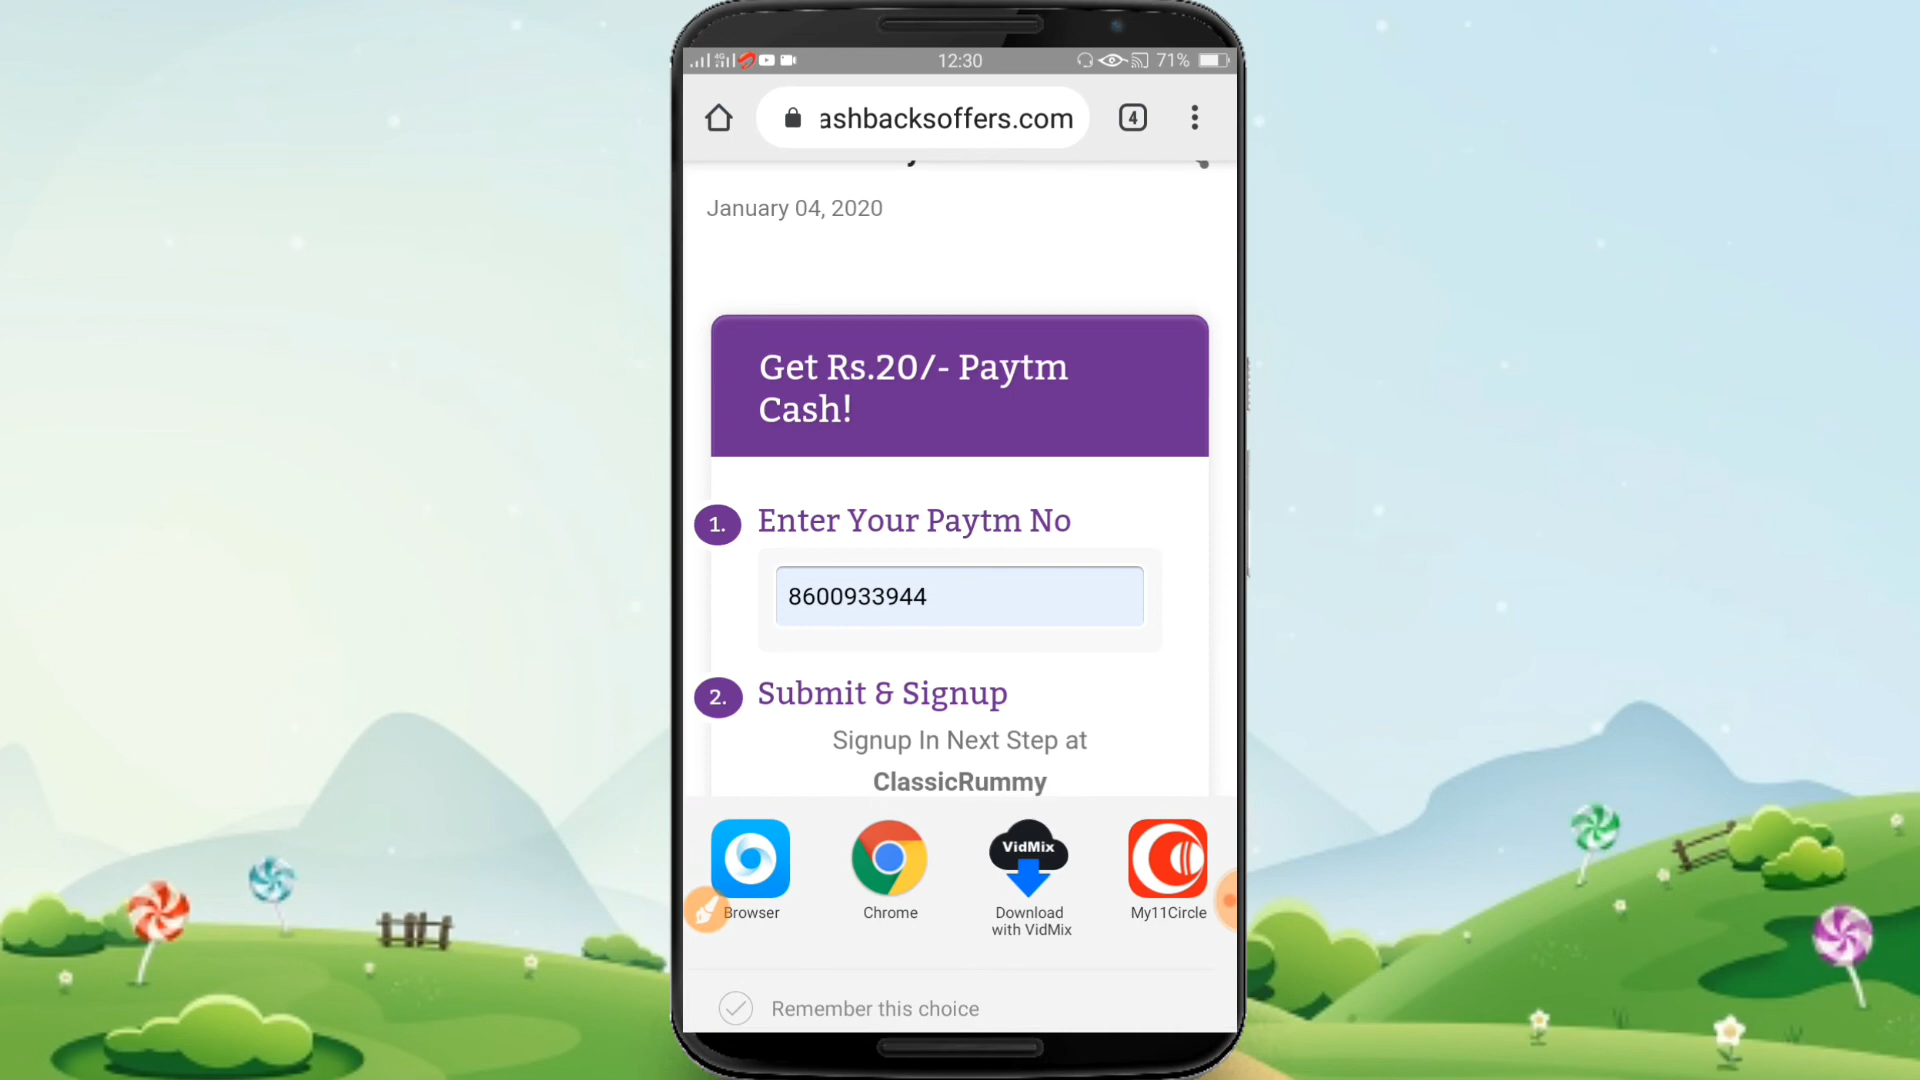 12:30
71%
ashbacksoffers.com
4
January 04, 2020
Get Rs.20/- Paytm
Cash!
1. Enter Your Paytm No
8600933944
2. Submit & Signup
Signup In Next Step at
ClassicRummy
VidMix
Browser
Chrome
Download
with VidMix
My11Circle
Remember this choice